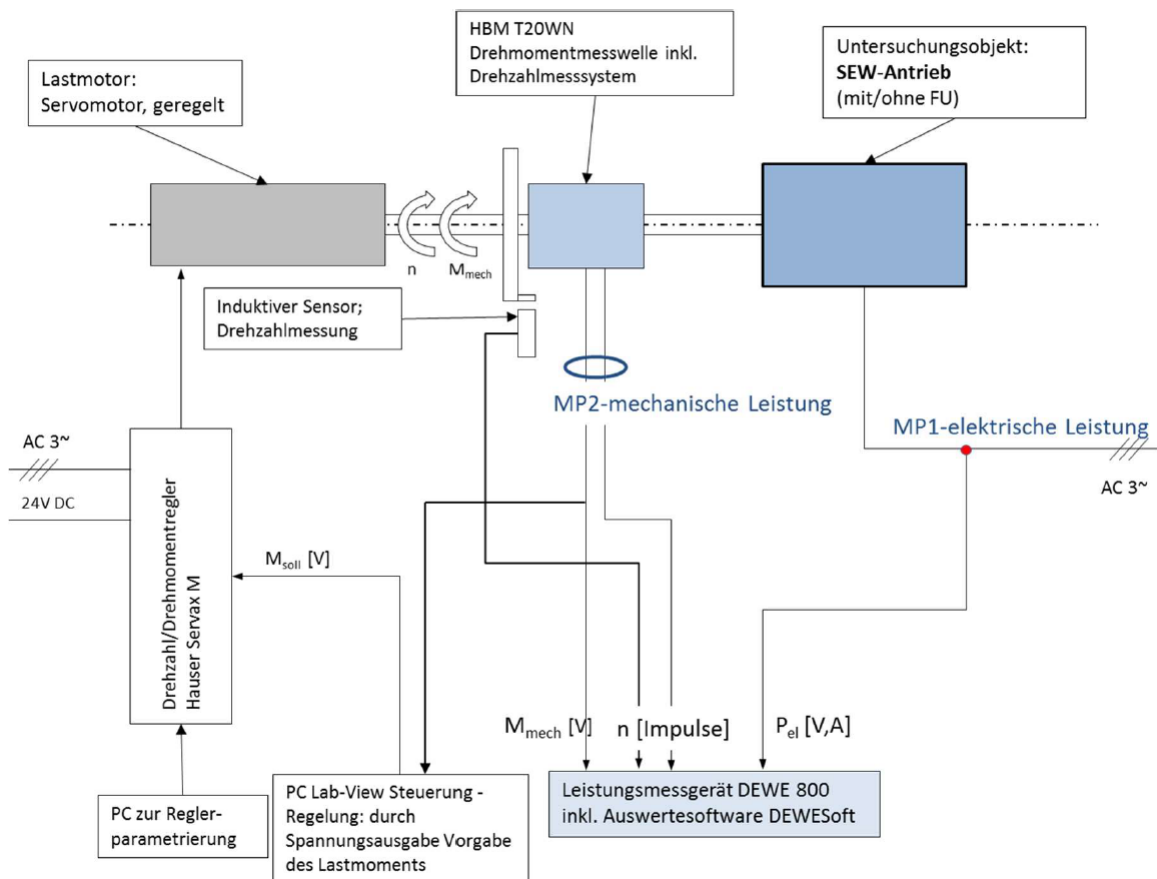 HBM T20WN
Drehmomentmesswelle inkl.
Drehzahlmesssystem
Untersuchungsobjekt:
SEW-Antrieb
(mit/ohne FU)
Lastmotor:
Servomotor, geregelt
n
Mmech
Induktiver Sensor;
Drehzahlmessung
MP2-mechanische Leistung
MP1-elektrische Leistung
AC 3~
24V DC
AC 3~
Drehzahl/Drehmomentregler
Hauser Servax M
Msoll [V]
Mmech [V]
n [Impulse]
Pel [V,A]
PC zur Regler-
parametrierung
PC Lab-View Steuerung -
Regelung: durch
Spannungsausgabe Vorgabe
des Lastmoments
Leistungsmessgerät DEWE 800
inkl. Auswertesoftware DEWESoft